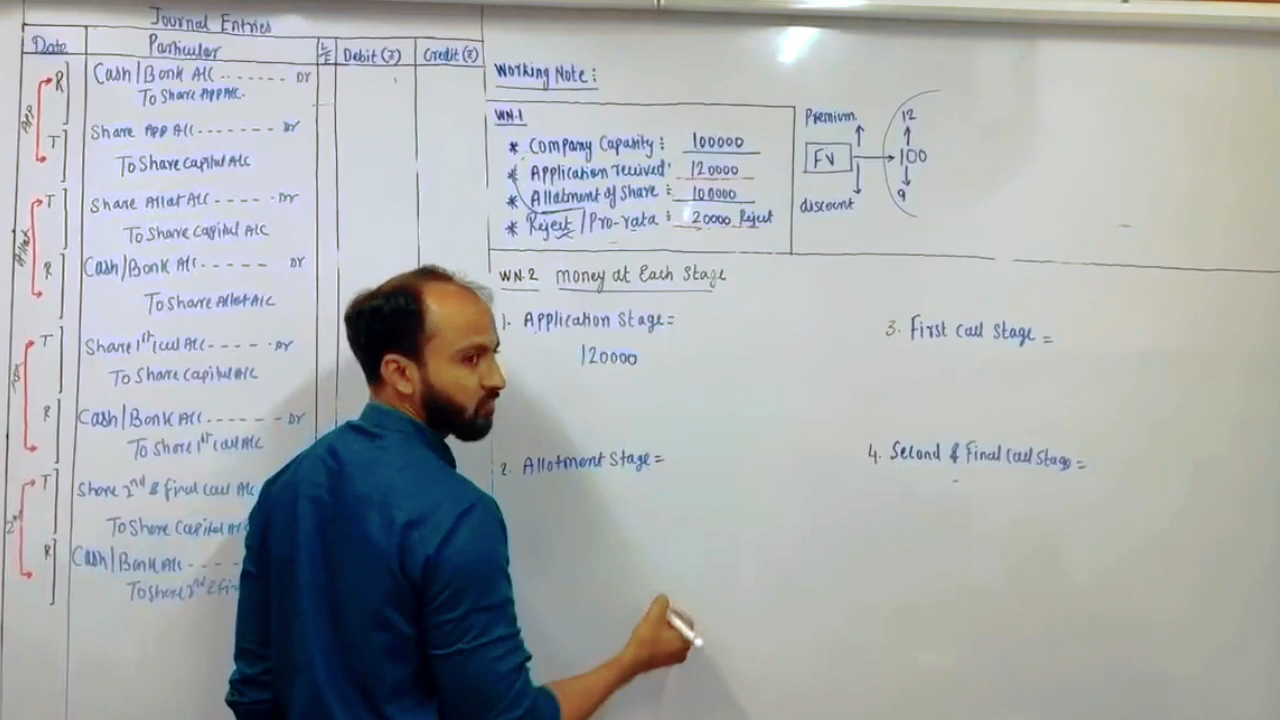 Journal Entries
Date Particular L/F Debit (₹) Credit (₹)
App
R Cash/Bank A/c ....... Dr
To Share App A/c.
T Share App A/c ....... Dr
To Share capital A/c
Allot
T Share Allot A/c ---- . Dr
To Share Capital A/c
R Cash/Bank A/c ..----- Dr
To Share Allot A/c
T Share 1st call A/c ----. Dr
To Share Capital A/c
R Cash/Bank A/c ------- Dr
To Share 1st call A/c
2nd
T Share 2nd & final call A/c
To Share Capital A/c
R Cash/Bank A/c - - - -
To Share 2nd & fin
Working Note :
WN.1
* Company Capacity : 100000
* Application received : 120000
* Allatment of Share : 100000
* Reject / Pro-rata : 20000 Reject
Premium
FV
discount
12
100
9
WN.2 Money at Each Stage
1. Application Stage =
120000
2. Allotment Stage =
3. First Call Stage =
4. Second & Final Call Stage =